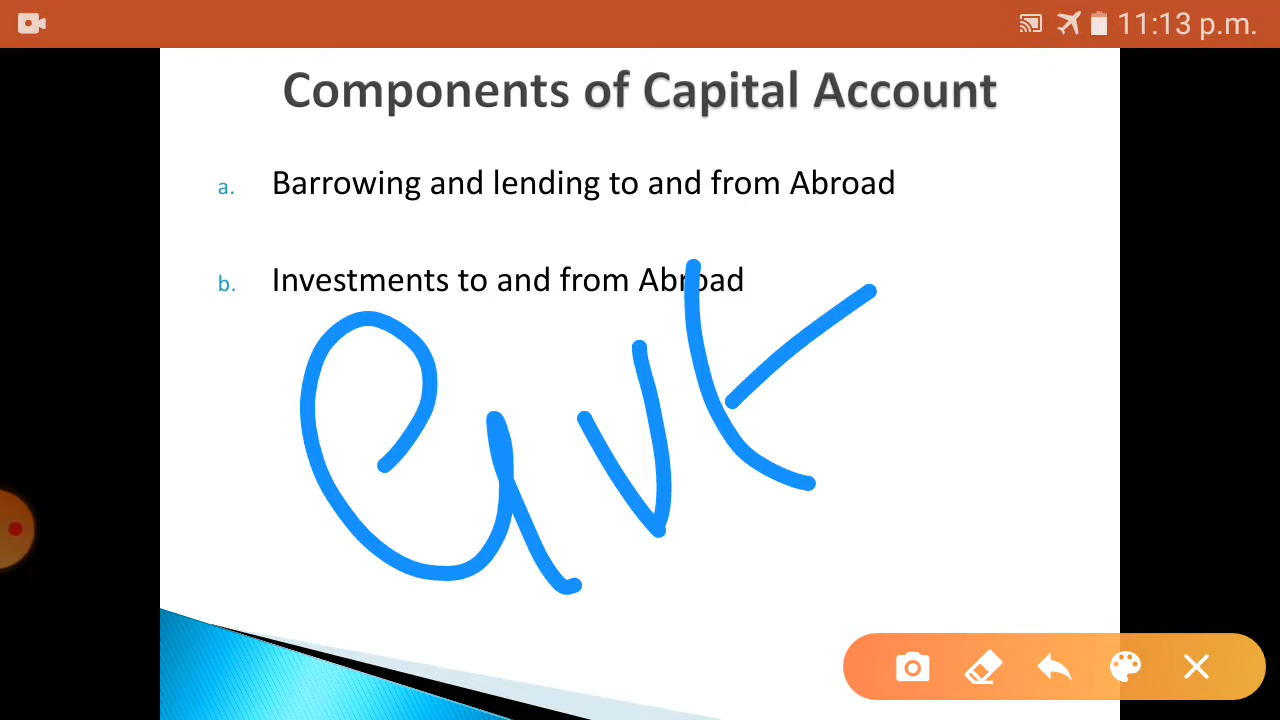 11:13 p.m.
Components of Capital Account
a. Barrowing and lending to and from Abroad
b. Investments to and from Abroad